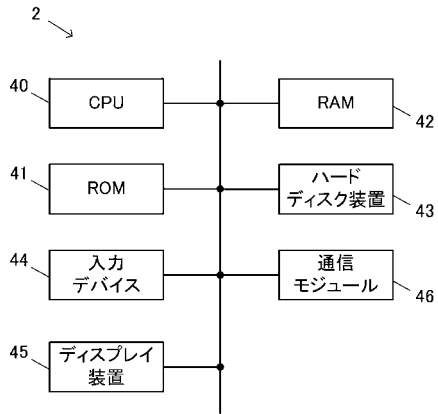 2
40
CPU
RAM
42
41
ROM
ハード
ディスク装置
43
44
入力
デバイス
通信
モジュール
46
45
ディスプレイ
装置